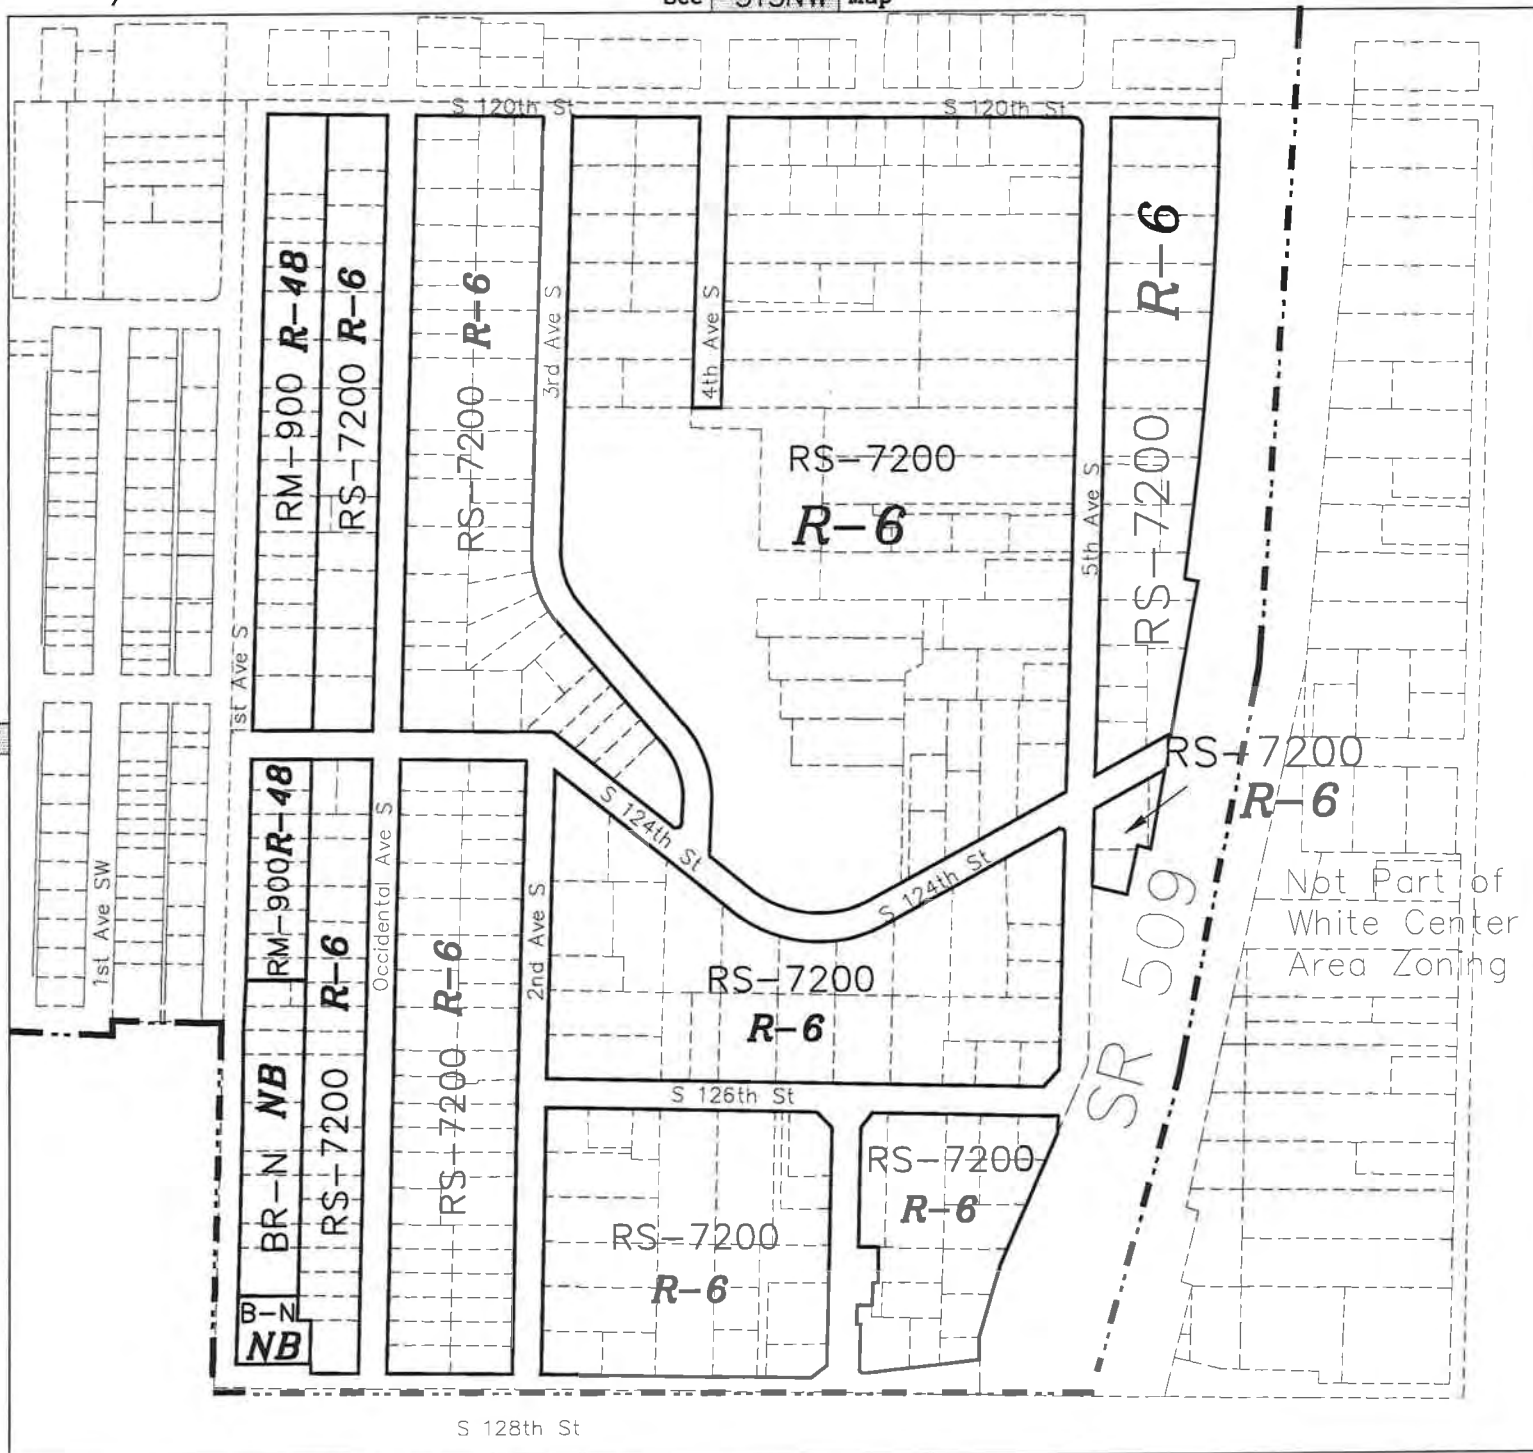 See 313NW Map
S 120th St
S 120th St
RM-900 R-48
RS-7200 R-6
RS-7200 R-6
3rd Ave S
4th Ave S
R-6
RS-7200
RS-7200
R-6
5th Ave S
1st Ave S
RS-7200
R-6
RM-900 R-48
Occidental Ave S
S 124th St
S 124th St
1st Ave SW
2nd Ave S
R-6
RS-7200
R-6
RS-7200
RS-7200
R-6
SR 509
Not Part of
White Center
Area Zoning
BR-N NB
S 126th St
RS-7200
R-6
RS-7200
R-6
B-N
NB
S 128th St